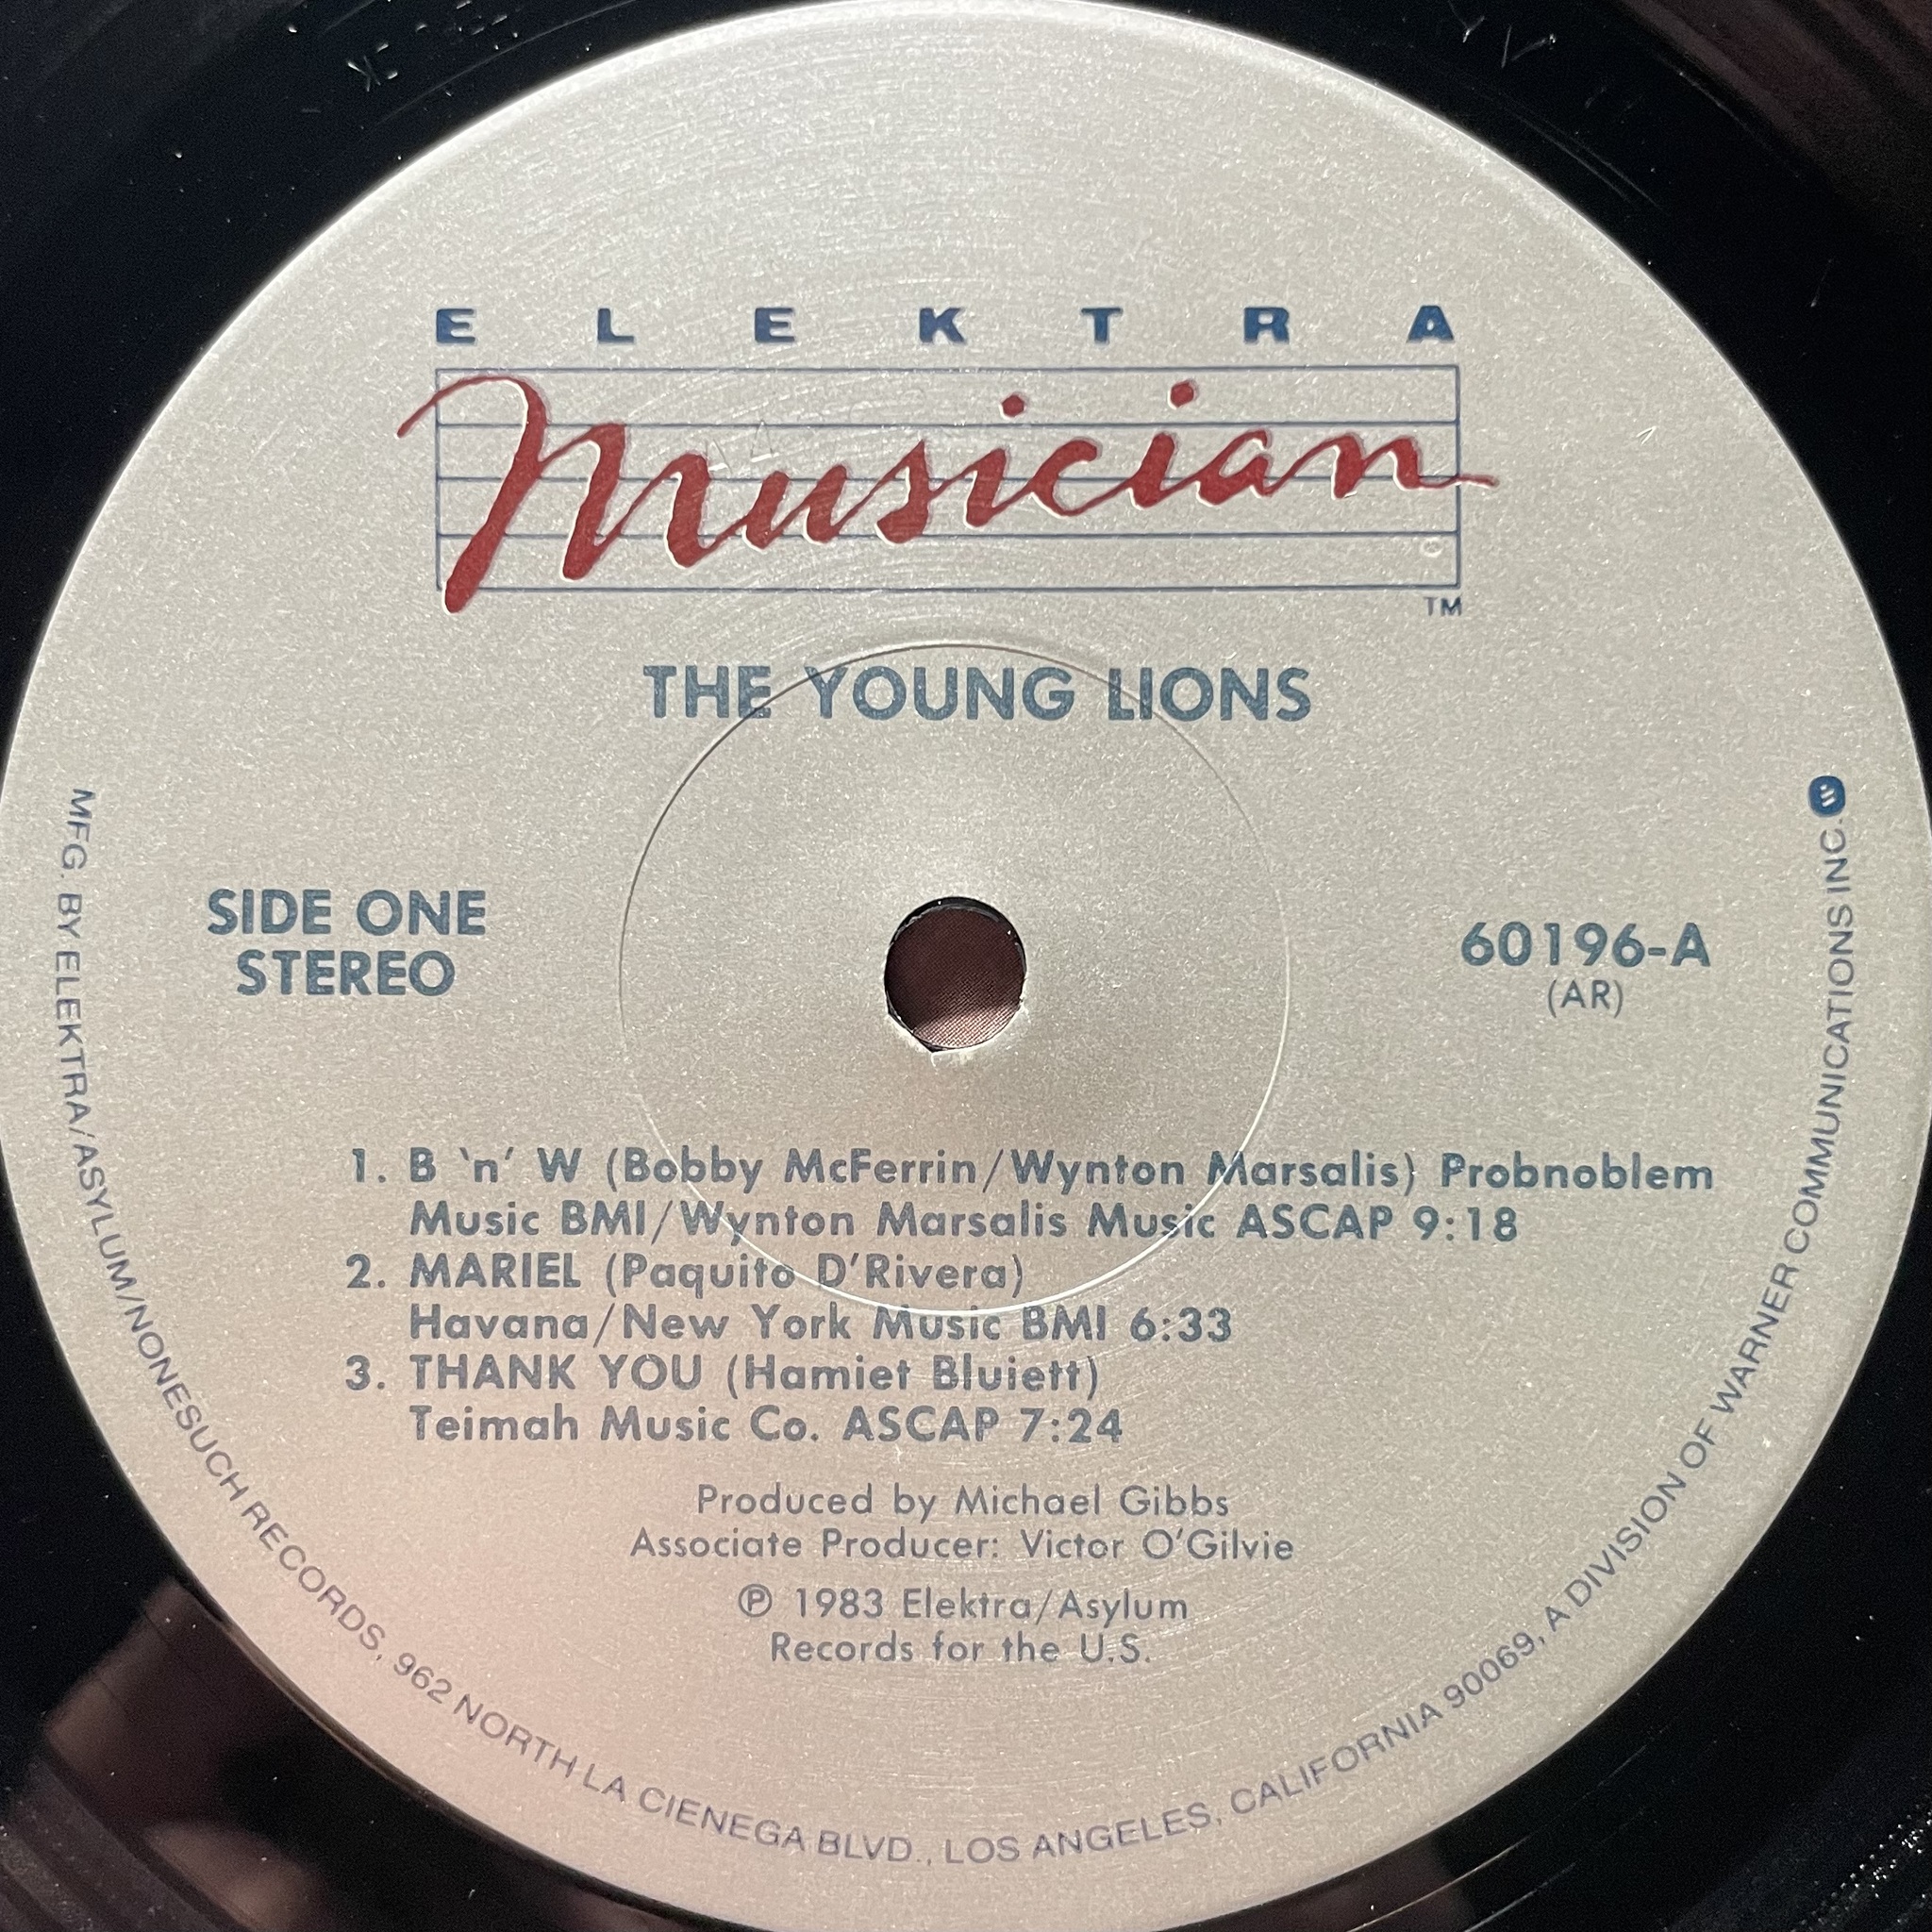 ELEKTRA
Musician
TM
THE YOUNG LIONS
SIDE ONE
STEREO
60196-A
(AR)
1. B ‘n’ W (Bobby McFerrin/Wynton Marsalis) Probnoblem
Music BMI/Wynton Marsalis Music ASCAP 9:18
2. MARIEL (Paquito D’Rivera)
Havana/New York Music BMI 6:33
3. THANK YOU (Hamiet Bluiett)
Teimah Music Co. ASCAP 7:24
Produced by Michael Gibbs
Associate Producer: Victor O’Gilvie
℗ 1983 Elektra/Asylum
Records for the U.S.
MFG. BY ELEKTRA/ASYLUM/NONESUCH RECORDS, 962 NORTH LA CIENEGA BLVD., LOS ANGELES, CALIFORNIA 90069, A DIVISION OF WARNER COMMUNICATIONS INC.